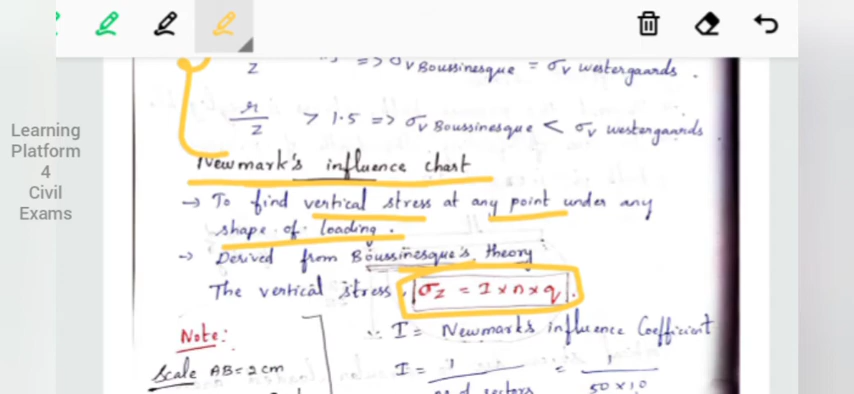 Learning
Platform
4
Civil
Exams
z => σv Boussinesque = σv westergaards.
r/z > 1.5 => σv Boussinesque < σv westergaards
Newmark's influence chart
→ To find vertical stress at any point under any
shape of loading.
→ Derived from Boussinesque's theory
The vertical stress, σz = I × n × q.
∵ I = Newmarks influence Coefficient
Note:
Scale AB = 2cm
I = 1 / sectors = 1 / 50 × 10